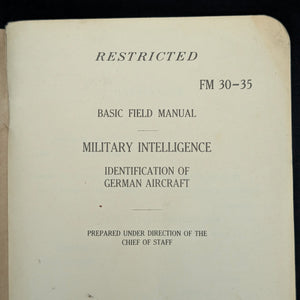 RESTRICTED
FM 30-35
BASIC FIELD MANUAL
MILITARY INTELLIGENCE
IDENTIFICATION OF
GERMAN AIRCRAFT
PREPARED UNDER DIRECTION OF THE
CHIEF OF STAFF